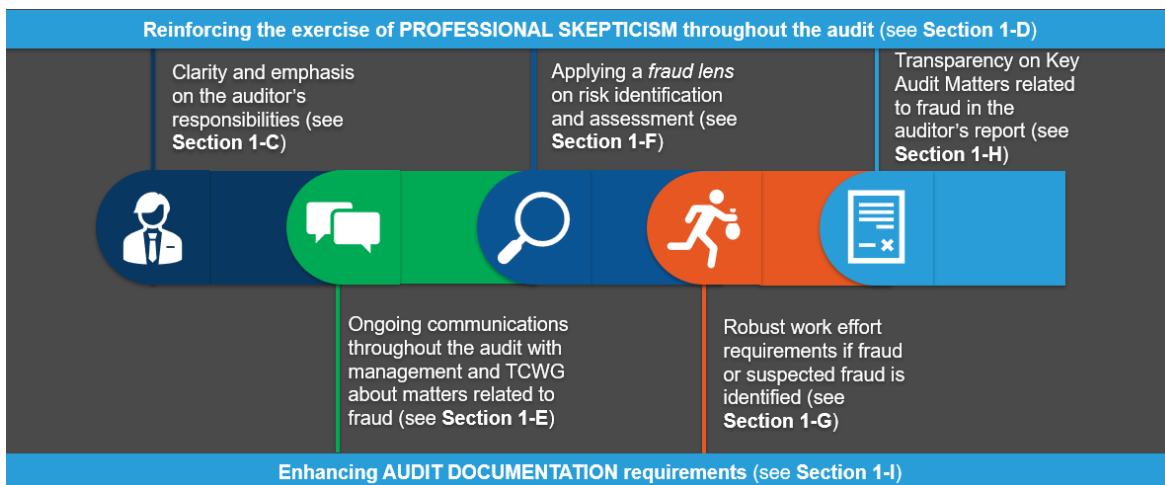 Reinforcing the exercise of PROFESSIONAL SKEPTICISM throughout the audit (see Section 1-D)
Clarity and emphasis
on the auditor's
responsibilities (see
Section 1-C)
Applying a fraud lens
on risk identification
and assessment (see
Section 1-F)
Transparency on Key
Audit Matters related
to fraud in the
auditor's report (see
Section 1-H)
Ongoing communications
throughout the audit with
management and TCWG
about matters related to
fraud (see Section 1-E)
Robust work effort
requirements if fraud
or suspected fraud is
identified (see
Section 1-G)
Enhancing AUDIT DOCUMENTATION requirements (see Section 1-I)